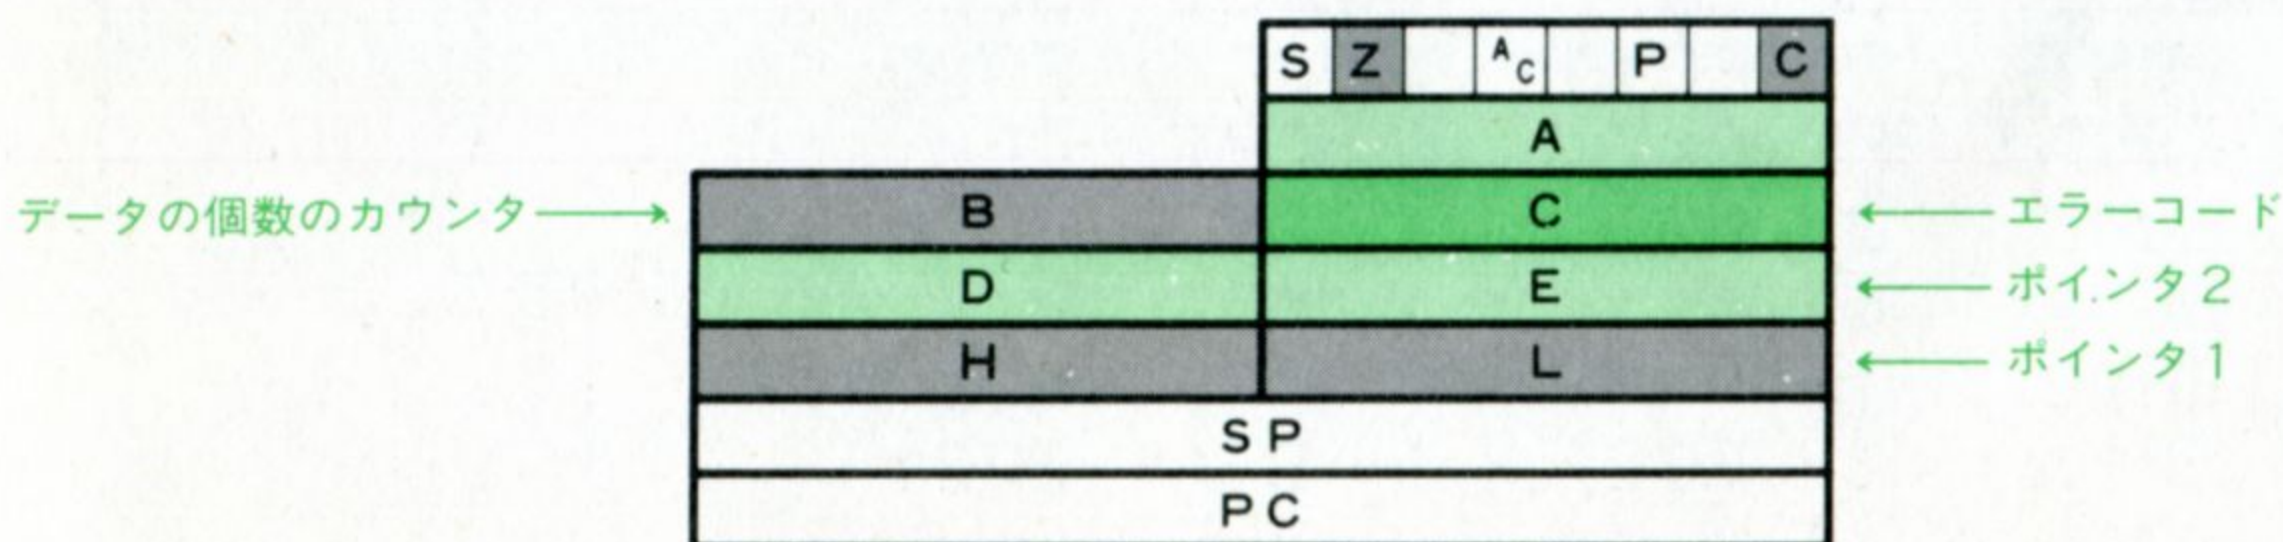 S Z AC P C
A
データの個数のカウンタ → B C ← エラーコード
D E ← ポインタ2
H L ← ポインタ1
SP
PC